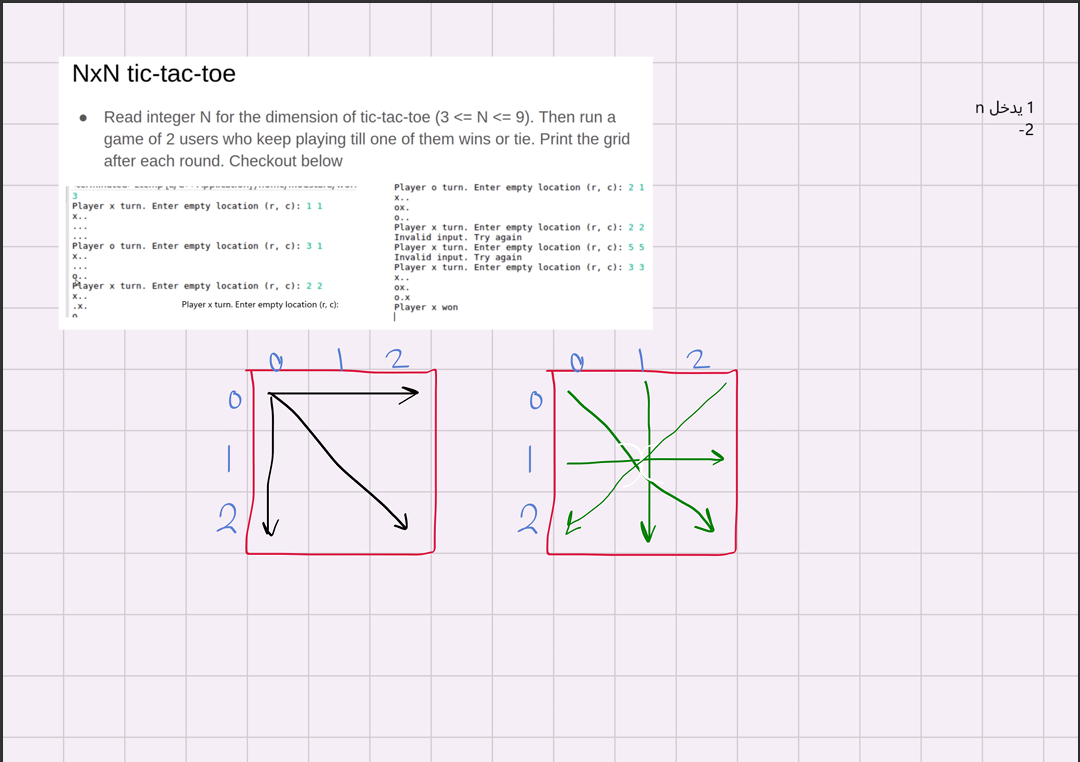 NxN tic-tac-toe
● Read integer N for the dimension of tic-tac-toe (3 <= N <= 9). Then run a
game of 2 users who keep playing till one of them wins or tie. Print the grid
after each round. Checkout below
1 يدخل n
2-
3
Player x turn. Enter empty location (r, c): 1 1
x..
...
...
Player o turn. Enter empty location (r, c): 3 1
x..
...
o..
Player x turn. Enter empty location (r, c): 2 2
x..
.x.
Player x turn. Enter empty location (r, c):
Player o turn. Enter empty location (r, c): 2 1
x..
ox.
o..
Player x turn. Enter empty location (r, c): 2 2
Invalid input. Try again
Player x turn. Enter empty location (r, c): 5 5
Invalid input. Try again
Player x turn. Enter empty location (r, c): 3 3
x..
ox.
o.x
Player x won
0 1 2
0
1
2
0 1 2
0
1
2